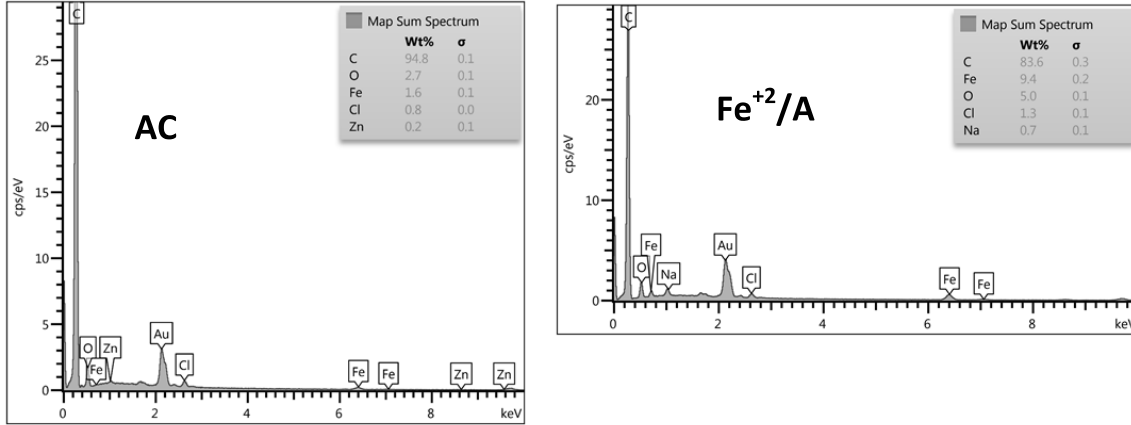 C
Map Sum Spectrum
Wt% σ
C 94.8 0.1
O 2.7 0.1
Fe 1.6 0.1
Cl 0.8 0.0
Zn 0.2 0.1
AC
cps/eV
25
20
15
10
5
0
O Fe Zn Au Cl Fe Fe Zn Zn
0 2 4 6 8 keV
C
Map Sum Spectrum
Wt% σ
C 83.6 0.3
Fe 9.4 0.2
O 5.0 0.1
Cl 1.3 0.1
Na 0.7 0.1
Fe+2/A
cps/eV
20
10
0
O Fe Na Au Cl Fe Fe
0 2 4 6 8 keV